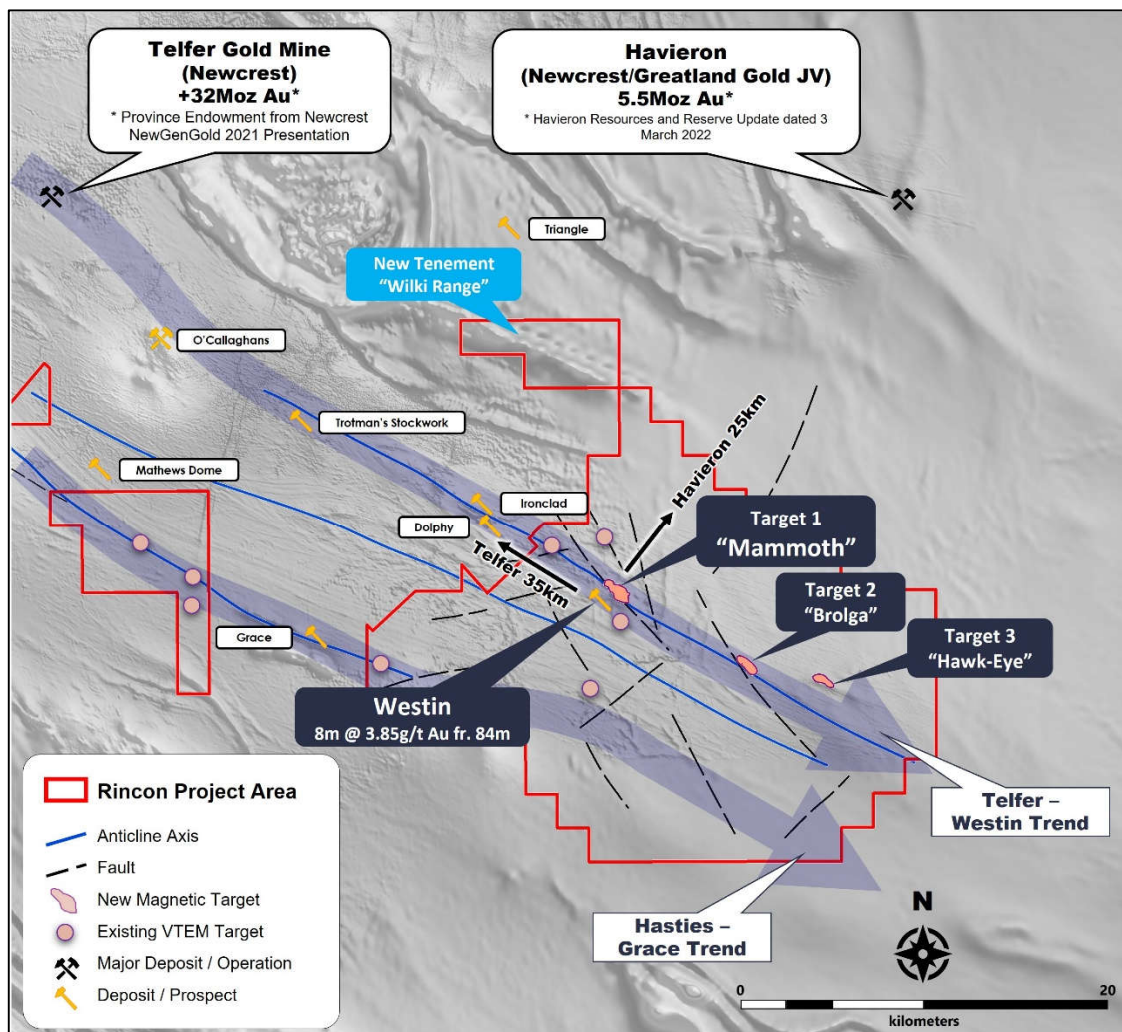 Telfer Gold Mine
(Newcrest)
+32Moz Au*
* Province Endowment from Newcrest
NewGenGold 2021 Presentation
Havieron
(Newcrest/Greatland Gold JV)
5.5Moz Au*
* Havieron Resources and Reserve Update dated 3
March 2022
Triangle
New Tenement
“Wilki Range”
O'Callaghans
Trotman's Stockwork
Mathews Dome
Ironclad
Dolphy
Havieron 25km
Telfer 35km
Target 1
“Mammoth”
Target 2
“Brolga”
Target 3
“Hawk-Eye”
Grace
Westin
8m @ 3.85g/t Au fr. 84m
Telfer –
Westin Trend
Hasties –
Grace Trend
Rincon Project Area
Anticline Axis
Fault
New Magnetic Target
Existing VTEM Target
Major Deposit / Operation
Deposit / Prospect
N
0 20
kilometers